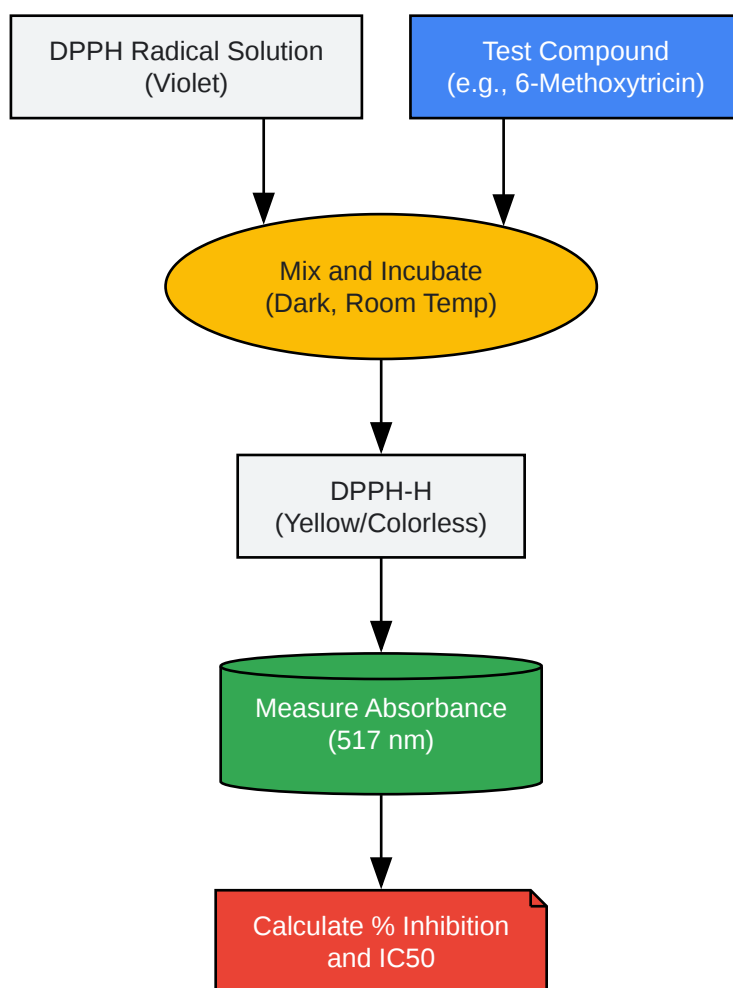 DPPH Radical Solution
(Violet)
Test Compound
(e.g., 6-Methoxytricin)
Mix and Incubate
(Dark, Room Temp)
DPPH-H
(Yellow/Colorless)
Measure Absorbance
(517 nm)
Calculate % Inhibition
and IC50